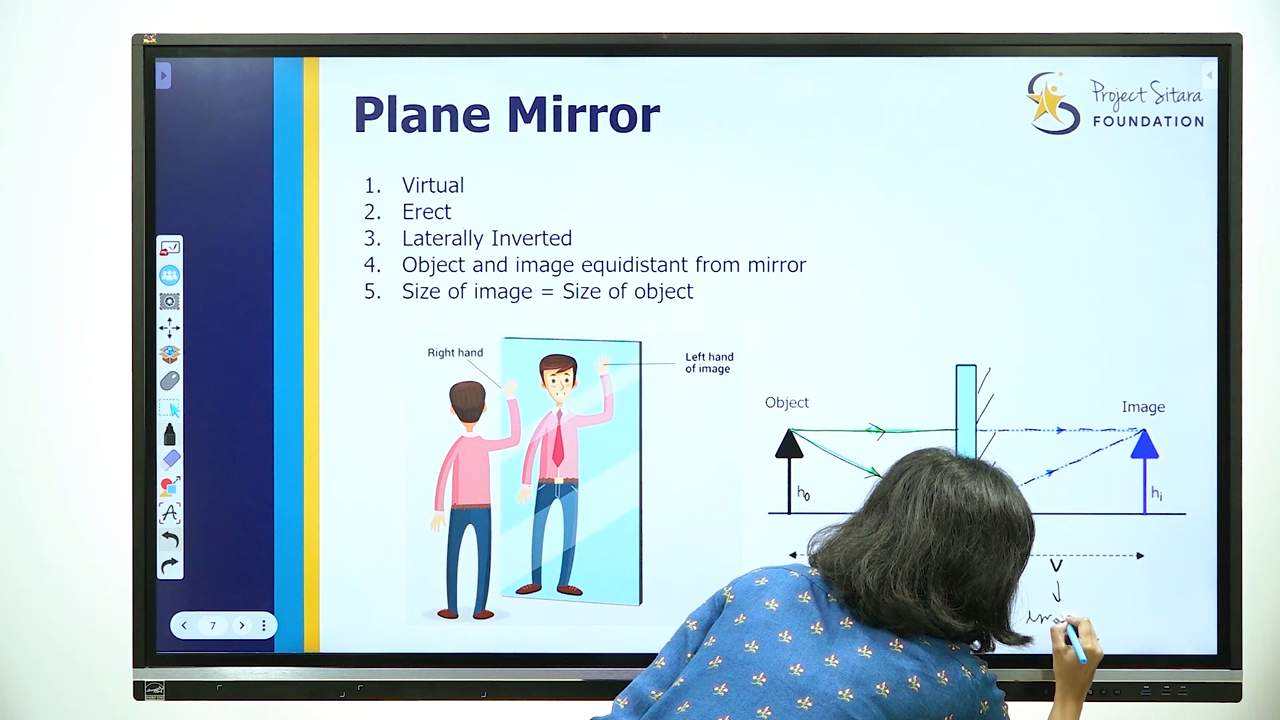 Plane Mirror
Project Sitara
FOUNDATION
1. Virtual
2. Erect
3. Laterally Inverted
4. Object and image equidistant from mirror
5. Size of image = Size of object
Right hand
Left hand
of image
Object
Image
h₀
hᵢ
v
7